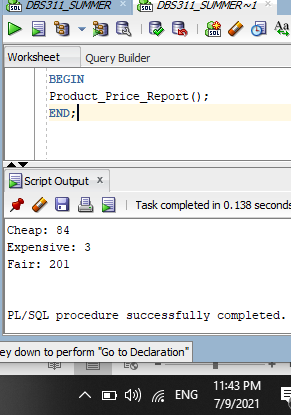 DBS311_SUMMER
DBS311_SUMMER~1
Worksheet
Query Builder
BEGIN
Product_Price_Report();
END;
Script Output
Task completed in 0.138 seconds
Cheap: 84
Expensive: 3
Fair: 201
PL/SQL procedure successfully completed.
ey down to perform "Go to Declaration"
ENG
11:43 PM
7/9/2021